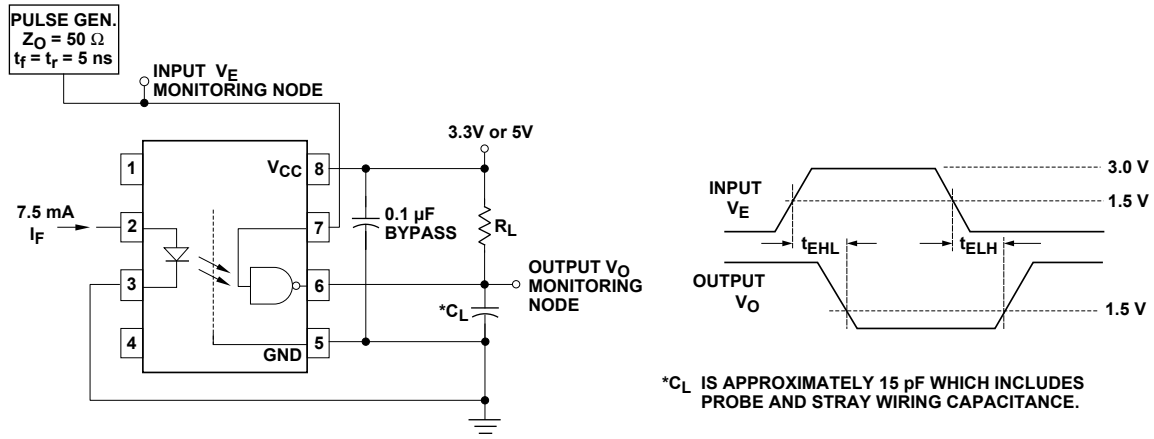 PULSE GEN.
ZO = 50 Ω
tf = tr = 5 ns
INPUT VE
MONITORING NODE
3.3V or 5V
1
VCC
8
7.5 mA
IF
2
7
0.1 µF
BYPASS
RL
3
6
OUTPUT VO
MONITORING
NODE
*CL
4
GND
5
INPUT
VE
3.0 V
1.5 V
tEHL
tELH
OUTPUT
VO
1.5 V
*CL IS APPROXIMATELY 15 pF WHICH INCLUDES
PROBE AND STRAY WIRING CAPACITANCE.